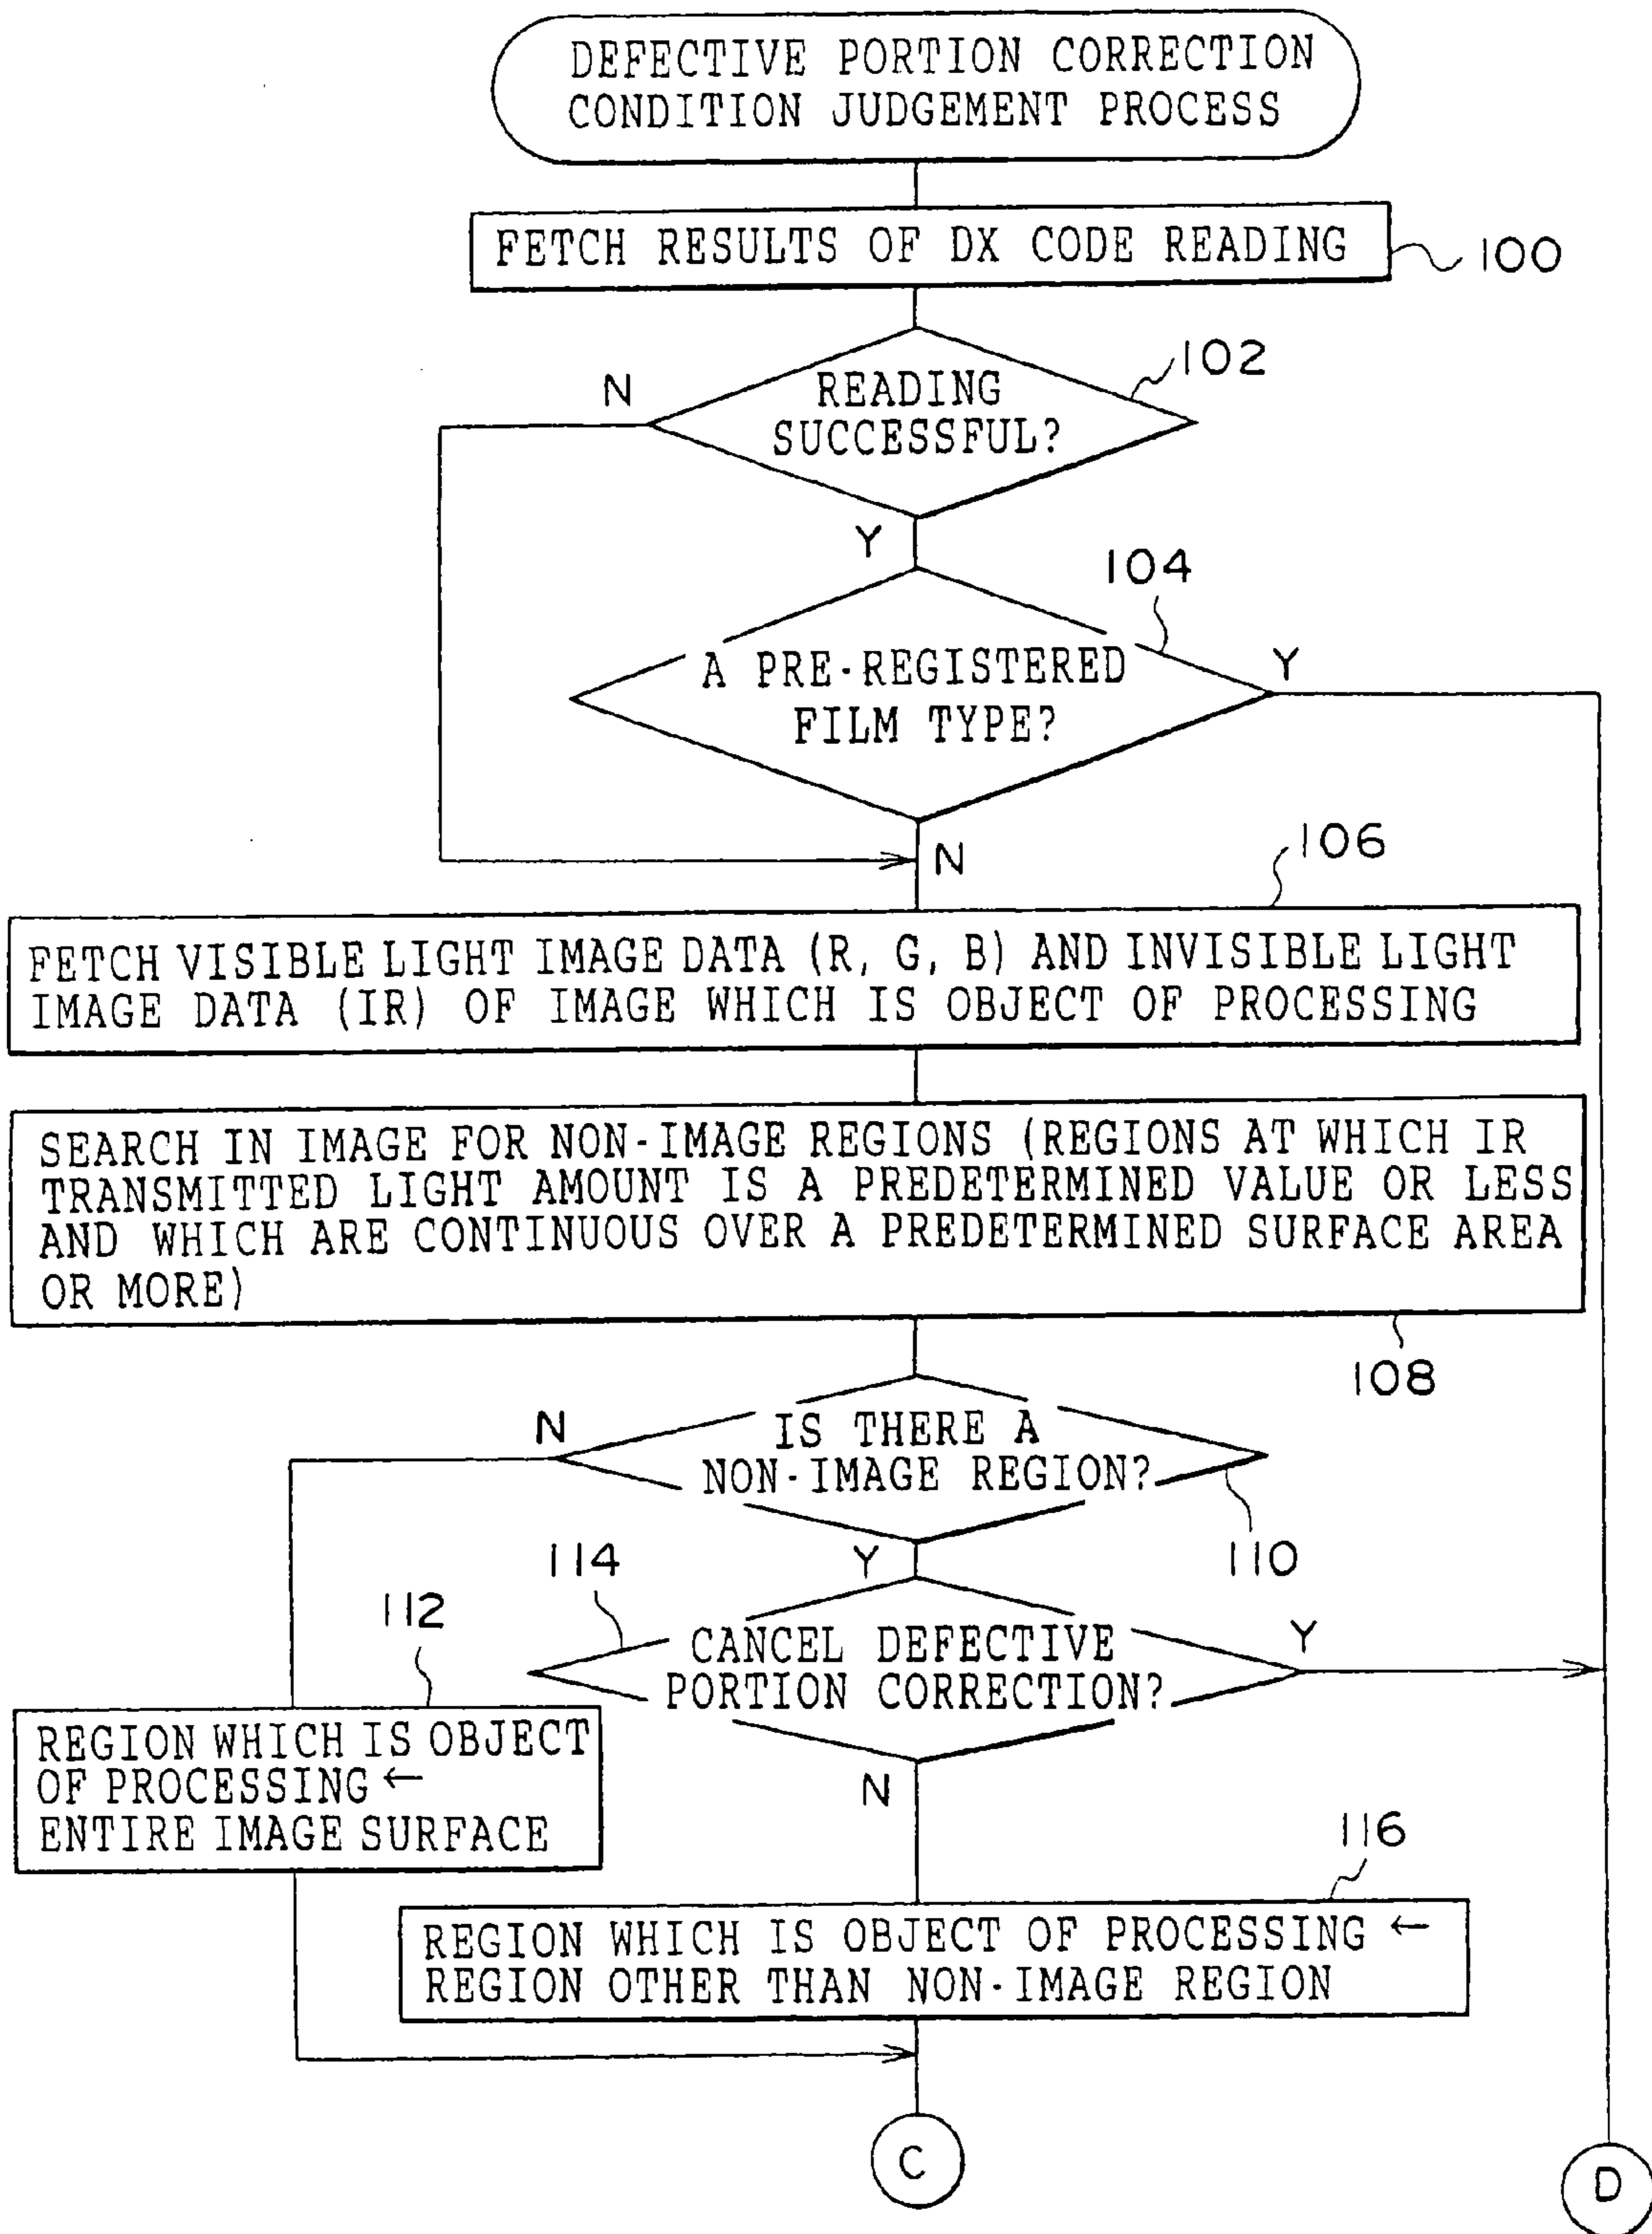 DEFECTIVE PORTION CORRECTION
CONDITION JUDGEMENT PROCESS
FETCH RESULTS OF DX CODE READING
100
102
N
READING
SUCCESSFUL?
Y
104
A PRE-REGISTERED
FILM TYPE?
Y
N
106
FETCH VISIBLE LIGHT IMAGE DATA (R, G, B) AND INVISIBLE LIGHT
IMAGE DATA (IR) OF IMAGE WHICH IS OBJECT OF PROCESSING
SEARCH IN IMAGE FOR NON-IMAGE REGIONS (REGIONS AT WHICH IR
TRANSMITTED LIGHT AMOUNT IS A PREDETERMINED VALUE OR LESS
AND WHICH ARE CONTINUOUS OVER A PREDETERMINED SURFACE AREA
OR MORE)
108
N
IS THERE A
NON-IMAGE REGION?
110
Y
114
112
CANCEL DEFECTIVE
PORTION CORRECTION?
Y
N
REGION WHICH IS OBJECT
OF PROCESSING ←
ENTIRE IMAGE SURFACE
116
REGION WHICH IS OBJECT OF PROCESSING ←
REGION OTHER THAN NON-IMAGE REGION
C
D